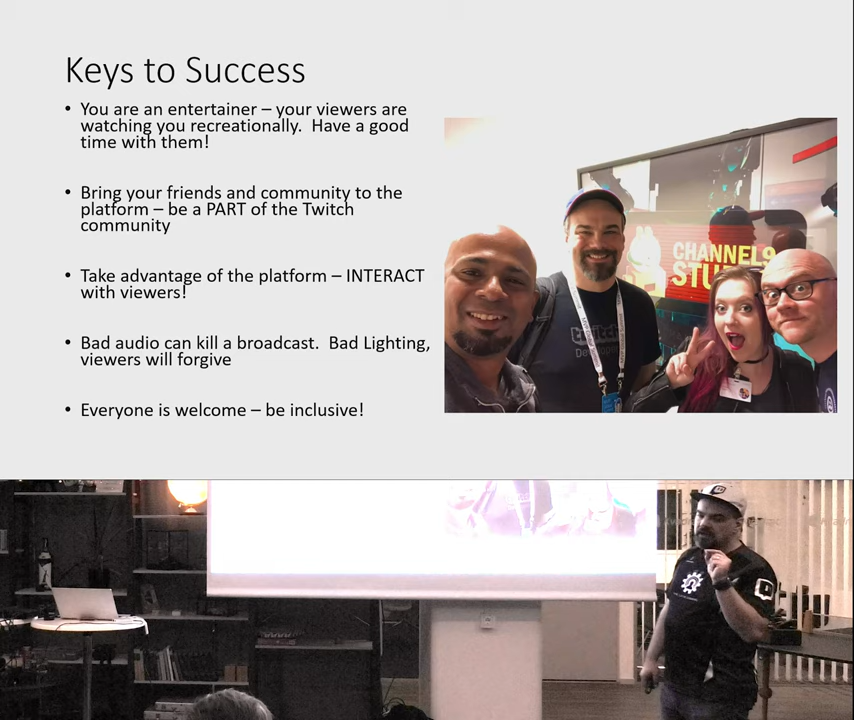 Keys to Success
• You are an entertainer – your viewers are
watching you recreationally.  Have a good
time with them!
• Bring your friends and community to the
platform – be a PART of the Twitch
community
• Take advantage of the platform – INTERACT
with viewers!
• Bad audio can kill a broadcast.  Bad Lighting,
viewers will forgive
• Everyone is welcome – be inclusive!
CHANNEL9
twitch